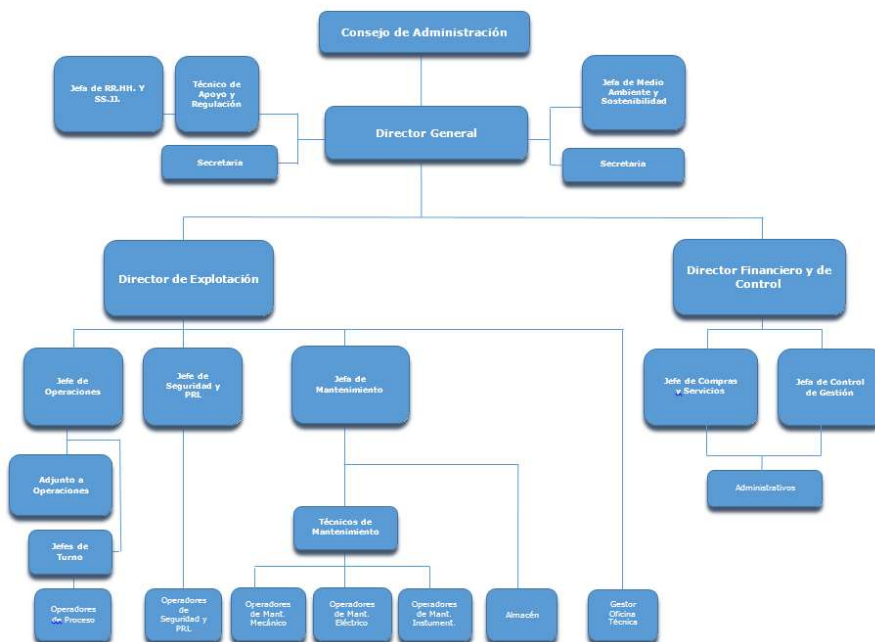 Consejo de Administración
Jefa de RR.HH. Y
SS.JJ.
Técnico de
Apoyo y
Regulación
Jefa de Medio
Ambiente y
Sostenibilidad
Director General
Secretaria
Secretaria
Director de Explotación
Director Financiero y de
Control
Jefe de
Operaciones
Jefe de
Seguridad y
PRL
Jefa de
Mantenimiento
Jefe de Compras
y Servicios
Jefa de Control
de Gestión
Adjunto a
Operaciones
Administrativos
Técnicos de
Mantenimiento
Jefes de
Turno
Operadores
de Proceso
Operadores
de
Seguridad y
PRL
Operadores
de Mant.
Mecánico
Operadores
de Mant.
Eléctrico
Operadores
de Mant.
Instument.
Almacén
Gestor
Oficina
Técnica